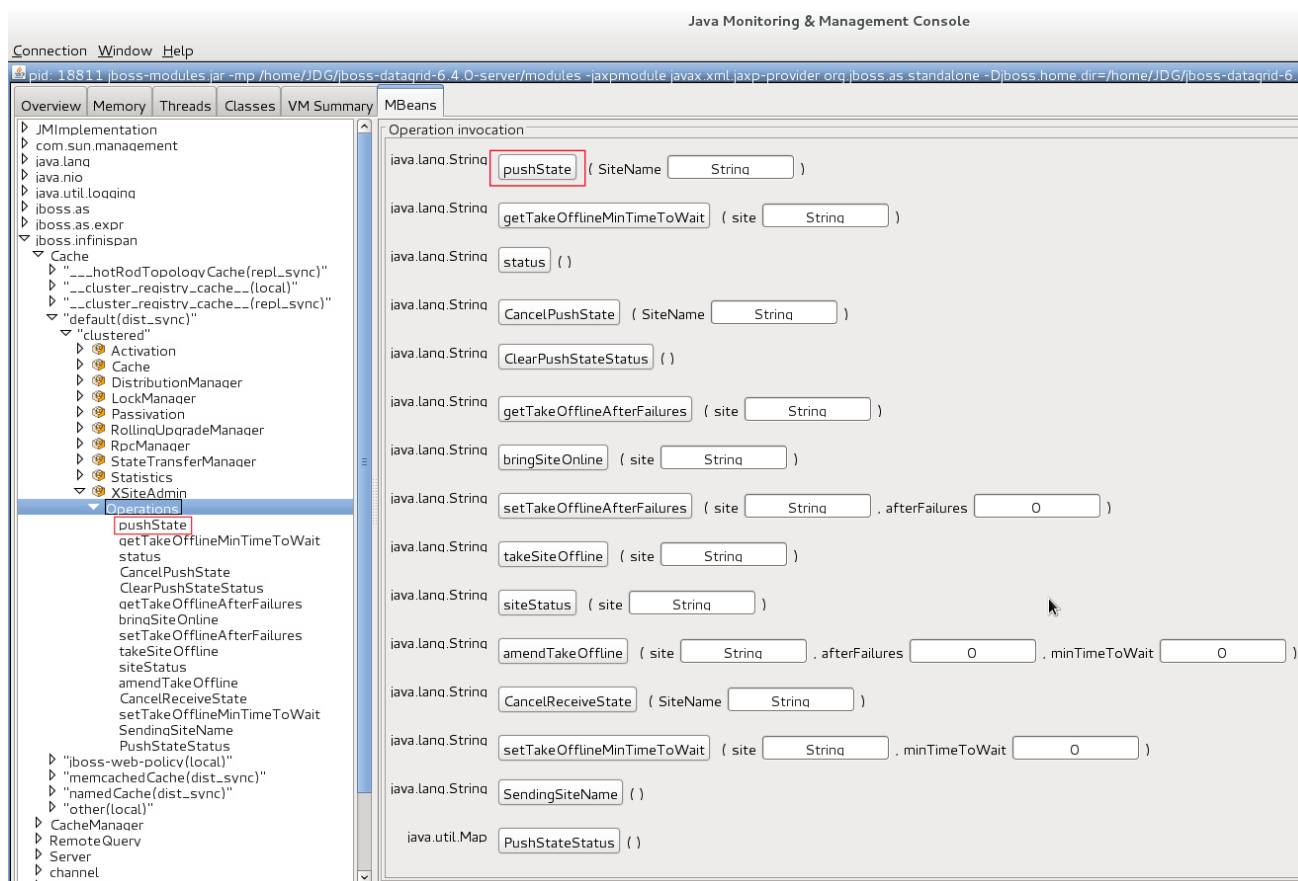 Java Monitoring & Management Console
Connection Window Help
pid: 18811 jboss-modules.jar -mp /home/JDG/jboss-datagrid-6.4.0-server/modules -jaxpmodule javax.xml.jaxp-provider org.jboss.as.standalone -Djboss.home.dir=/home/JDG/jboss-datagrid-6.
Overview Memory Threads Classes VM Summary MBeans
JMImplementation
com.sun.management
java.lang
java.nio
java.util.logging
jboss.as
jboss.as.expr
jboss.infinispan
Cache
"___hotRodTopologyCache(repl_sync)"
"__cluster_registry_cache__(local)"
"__cluster_registry_cache__(repl_sync)"
"default(dist_sync)"
"clustered"
Activation
Cache
DistributionManager
LockManager
Passivation
RollingUpgradeManager
RpcManager
StateTransferManager
Statistics
XSiteAdmin
Operations
pushState
getTakeOfflineMinTimeToWait
status
CancelPushState
ClearPushStateStatus
getTakeOfflineAfterFailures
bringSiteOnline
setTakeOfflineAfterFailures
takeSiteOffline
siteStatus
amendTakeOffline
CancelReceiveState
setTakeOfflineMinTimeToWait
SendingSiteName
PushStateStatus
"jboss-web-policy(local)"
"memcachedCache(dist_sync)"
"namedCache(dist_sync)"
"other(local)"
CacheManager
RemoteQuery
Server
channel
Operation invocation
java.lang.String pushState ( SiteName String )
java.lang.String getTakeOfflineMinTimeToWait ( site String )
java.lang.String status ( )
java.lang.String CancelPushState ( SiteName String )
java.lang.String ClearPushStateStatus ( )
java.lang.String getTakeOfflineAfterFailures ( site String )
java.lang.String bringSiteOnline ( site String )
java.lang.String setTakeOfflineAfterFailures ( site String , afterFailures 0 )
java.lang.String takeSiteOffline ( site String )
java.lang.String siteStatus ( site String )
java.lang.String amendTakeOffline ( site String , afterFailures 0 , minTimeToWait 0 )
java.lang.String CancelReceiveState ( SiteName String )
java.lang.String setTakeOfflineMinTimeToWait ( site String , minTimeToWait 0 )
java.lang.String SendingSiteName ( )
java.util.Map PushStateStatus ( )